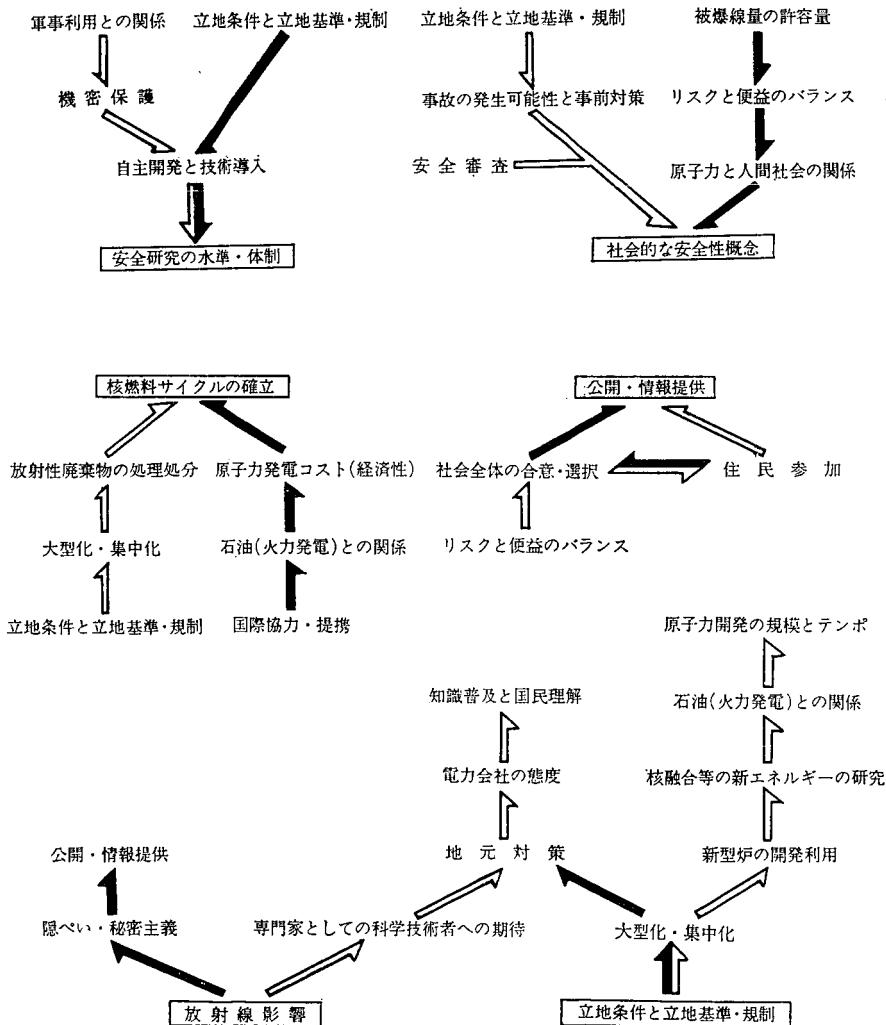 軍事利用との関係
立地条件と立地基準・規制
機密保護
自主開発と技術導入
安全研究の水準・体制
立地条件と立地基準・規制
被爆線量の許容量
事故の発生可能性と事前対策
リスクと便益のバランス
安全審査
原子力と人間社会の関係
社会的な安全性概念
核燃料サイクルの確立
放射性廃棄物の処理処分
原子力発電コスト(経済性)
大型化・集中化
石油(火力発電)との関係
立地条件と立地基準・規制
国際協力・提携
公開・情報提供
社会全体の合意・選択
住民参加
リスクと便益のバランス
知識普及と国民理解
電力会社の態度
地元対策
公開・情報提供
隠ぺい・秘密主義
専門家としての科学技術者への期待
放射線影響
原子力開発の規模とテンポ
石油(火力発電)との関係
核融合等の新エネルギーの研究
新型炉の開発利用
大型化・集中化
立地条件と立地基準・規制